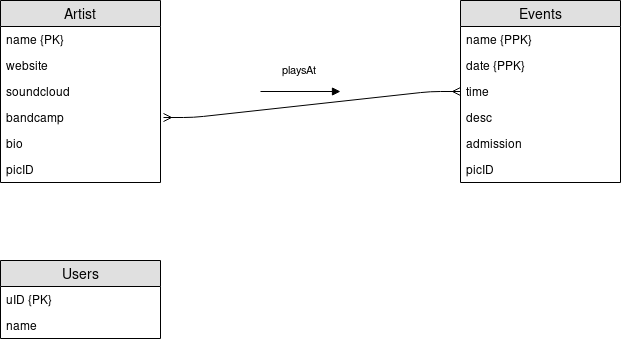 Artist
name {PK}
website
soundcloud
bandcamp
bio
picID
playsAt
Events
name {PPK}
date {PPK}
time
desc
admission
picID
Users
uID {PK}
name